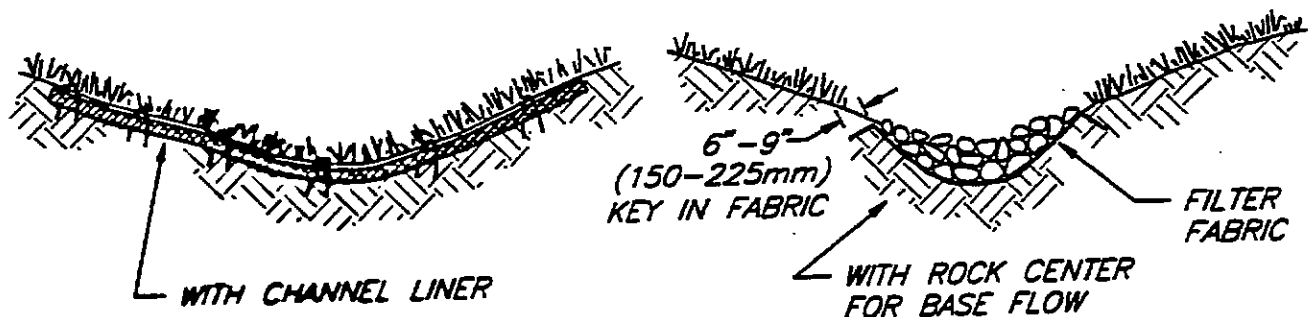 WITH CHANNEL LINER
6"-9"
(150-225mm)
KEY IN FABRIC
WITH ROCK CENTER
FOR BASE FLOW
FILTER
FABRIC